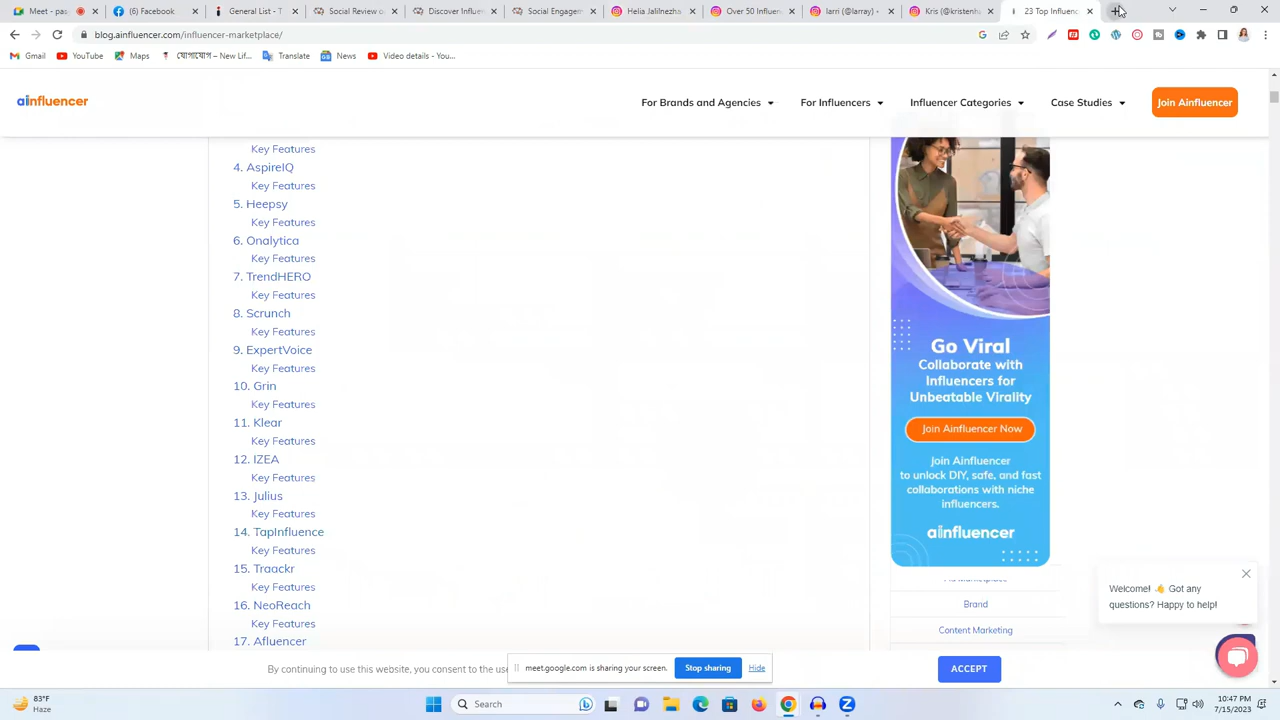 Meet -
(6) Facebook
General List - T
Social Review o
Discover Influe
Social Engagem
Helia Jalilnezha
Over 50 Influen
larri (@larray) •
Kris (@kristenh
23 Top Influenc
blog.ainfluencer.com/influencer-marketplace/
Gmail
YouTube
Maps
যোগাযোগ – New Lif...
Translate
News
Video details - You...
ainfluencer
For Brands and Agencies
For Influencers
Influencer Categories
Case Studies
Join Ainfluencer
Key Features
4. AspireIQ
Key Features
5. Heepsy
Key Features
6. Onalytica
Key Features
7. TrendHERO
Key Features
8. Scrunch
Key Features
9. ExpertVoice
Key Features
10. Grin
Key Features
11. Klear
Key Features
12. IZEA
Key Features
13. Julius
Key Features
14. TapInfluence
Key Features
15. Traackr
Key Features
16. NeoReach
Key Features
17. Afluencer
Go Viral
Collaborate with
Influencers for
Unbeatable Virality
Join Ainfluencer Now
Join Ainfluencer
to unlock DIY, safe, and fast
collaborations with niche
influencers.
ainfluencer
Brand
Content Marketing
Welcome! 👋 Got any
questions? Happy to help!
By continuing to use this website, you consent to the us
ACCEPT
meet.google.com is sharing your screen.
Stop sharing
Hide
83°F
Haze
Search
10:47 PM
7/15/2023